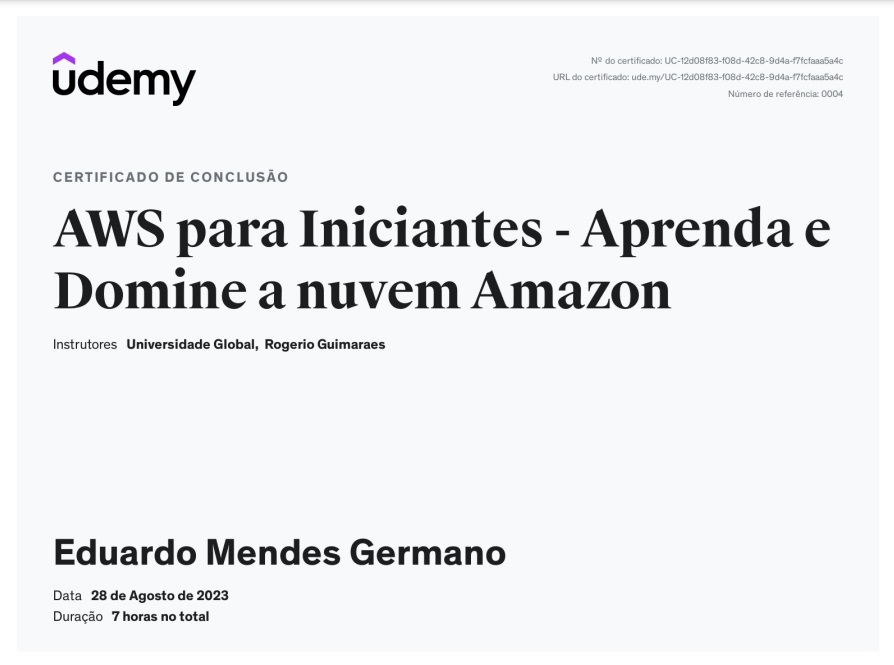 udemy
Nº do certificado: UC-12d08f83-f08d-42c8-9d4a-f7fcfaaa5a4c
URL do certificado: ude.my/UC-12d08f83-f08d-42c8-9d4a-f7fcfaaa5a4c
Número de referência: 0004
CERTIFICADO DE CONCLUSÃO
AWS para Iniciantes - Aprenda e
Domine a nuvem Amazon
Instrutores Universidade Global, Rogerio Guimaraes
Eduardo Mendes Germano
Data 28 de Agosto de 2023
Duração 7 horas no total